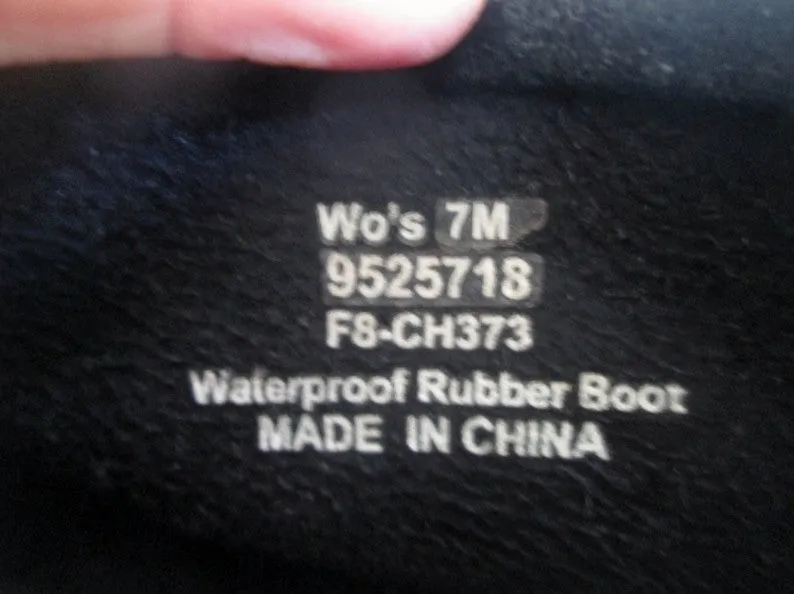 Wo's 7M
9525718
F8-CH373
Waterproof Rubber Boot
MADE IN CHINA